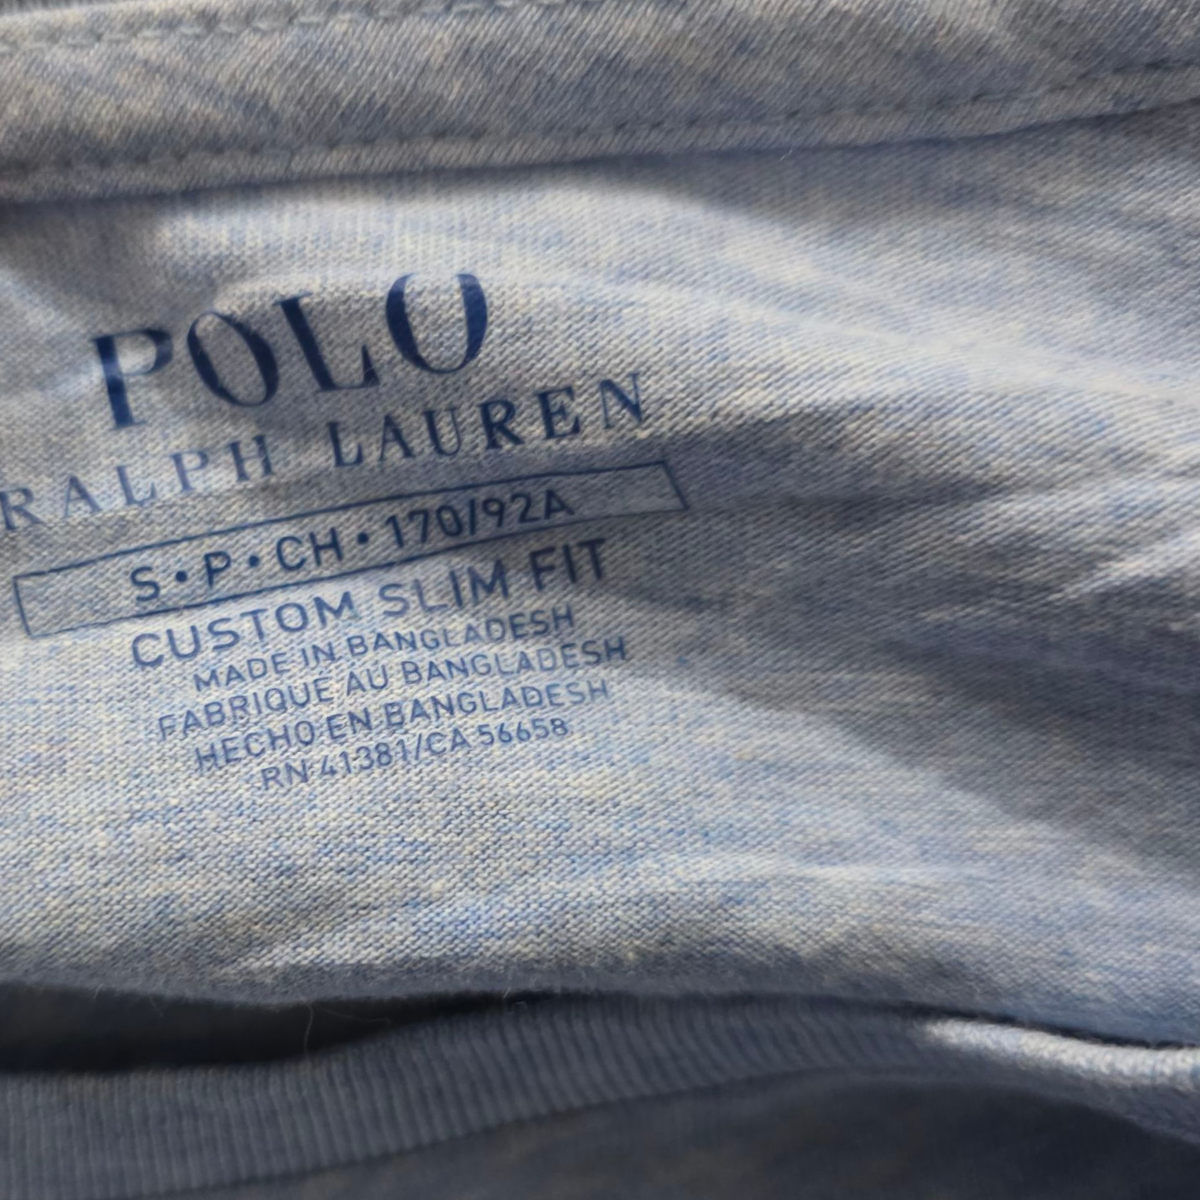 POLO
RALPH LAUREN
S•P•CH•170/92A
CUSTOM SLIM FIT
MADE IN BANGLADESH
FABRIQUÉ AU BANGLADESH
HECHO EN BANGLADESH
RN 41381/CA 56658